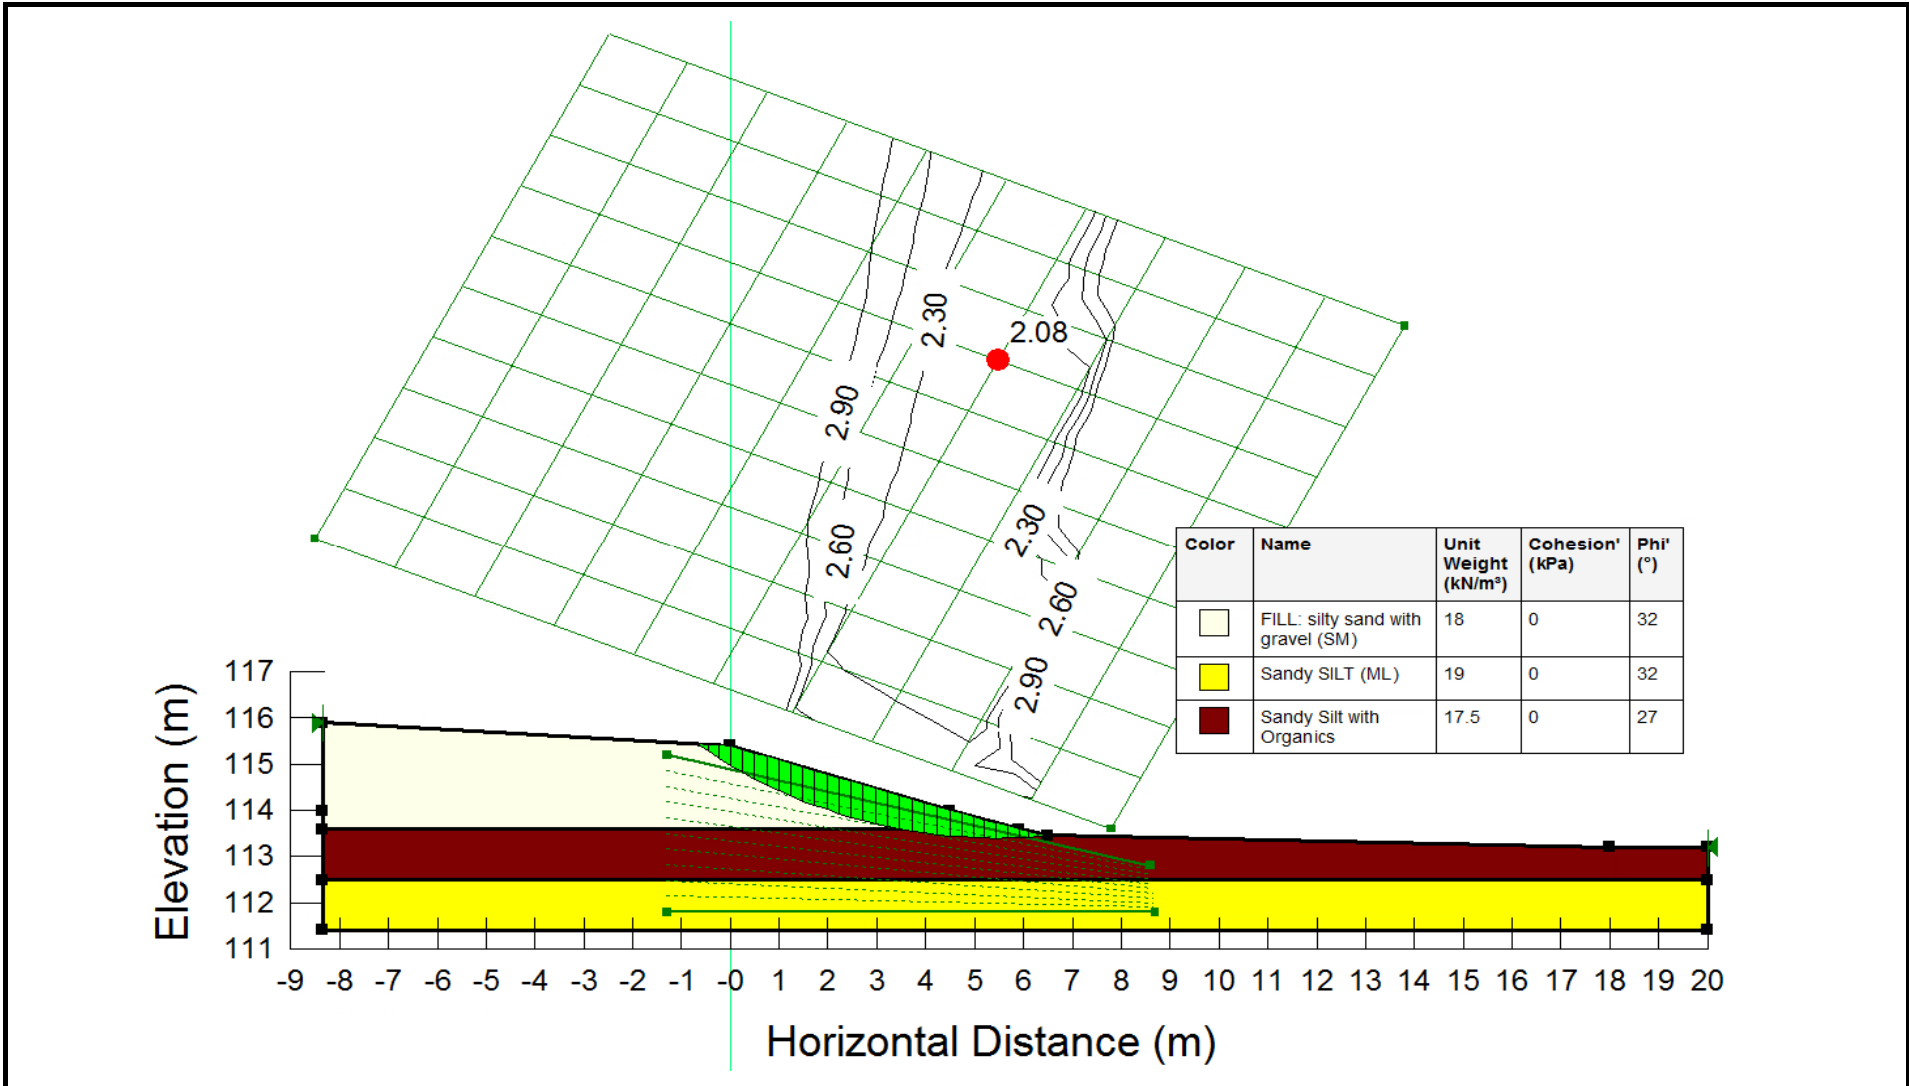 2.30
2.08
2.90
2.30
2.60
2.60
2.90
Color Name Unit Weight (kN/m³) Cohesion' (kPa) Phi' (°)
FILL: silty sand with gravel (SM) 18 0 32
Sandy SILT (ML) 19 0 32
Sandy Silt with Organics 17.5 0 27
Elevation (m)
117
116
115
114
113
112
111
-9 -8 -7 -6 -5 -4 -3 -2 -1 -0 1 2 3 4 5 6 7 8 9 10 11 12 13 14 15 16 17 18 19 20
Horizontal Distance (m)